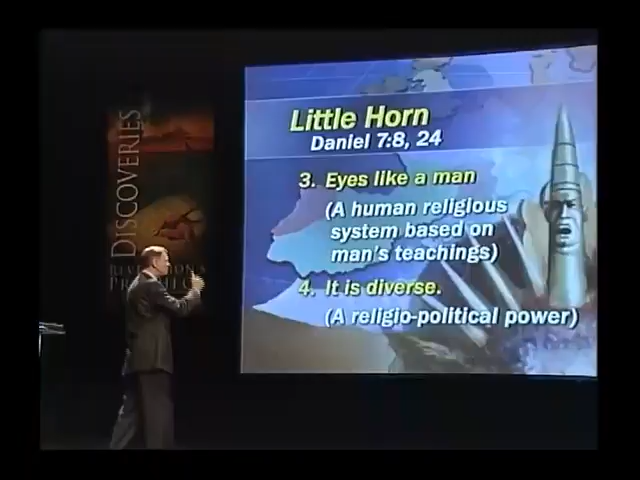 Little Horn
Daniel 7:8, 24
3. Eyes like a man
(A human religious
system based on
man's teachings)
4. It is diverse.
(A religio-political power)
DISCOVERIES